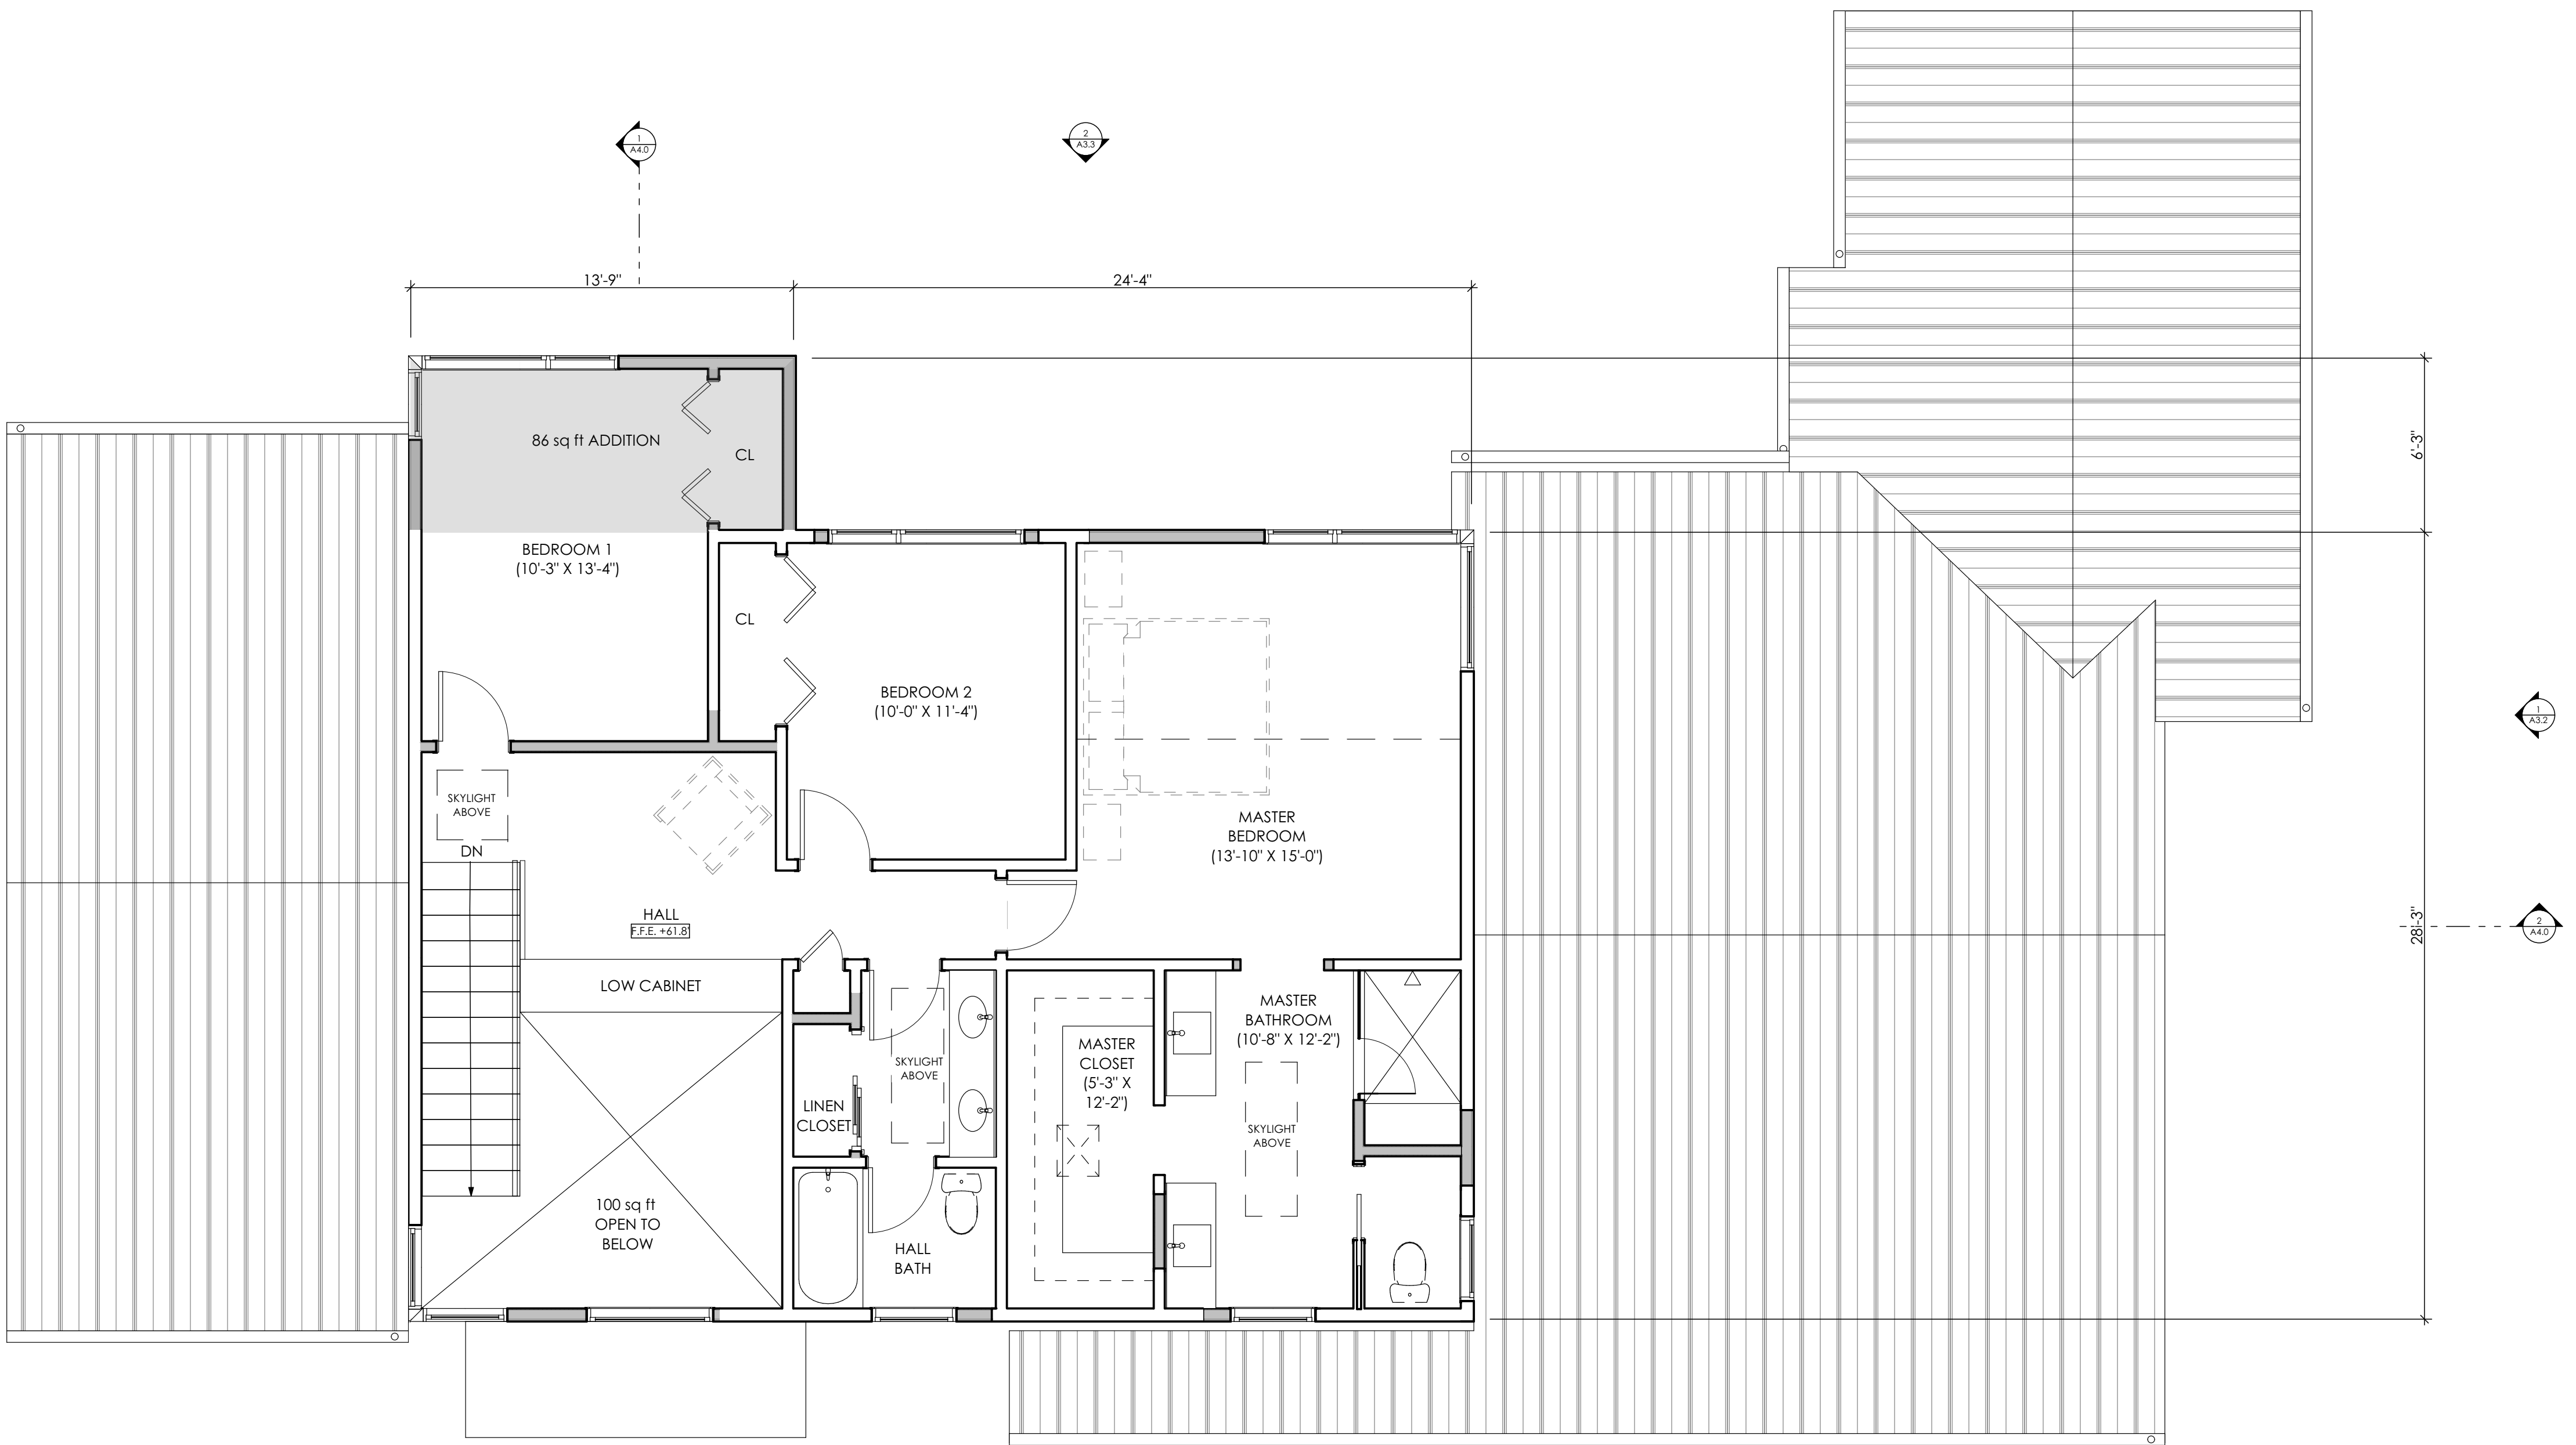 1
A4.0
2
A3.3
13'-9"
24'-4"
6'-3"
86 sq ft ADDITION
CL
BEDROOM 1
(10'-3" X 13'-4")
CL
BEDROOM 2
(10'-0" X 11'-4")
1
A3.2
SKYLIGHT
ABOVE
DN
MASTER
BEDROOM
(13'-10" X 15'-0")
HALL
F.F.E. +61.8'
28'-3"
2
A4.0
LOW CABINET
MASTER
BATHROOM
(10'-8" X 12'-2")
MASTER
CLOSET
(5'-3" X
12'-2")
SKYLIGHT
ABOVE
LINEN
CLOSET
SKYLIGHT
ABOVE
100 sq ft
OPEN TO
BELOW
HALL
BATH